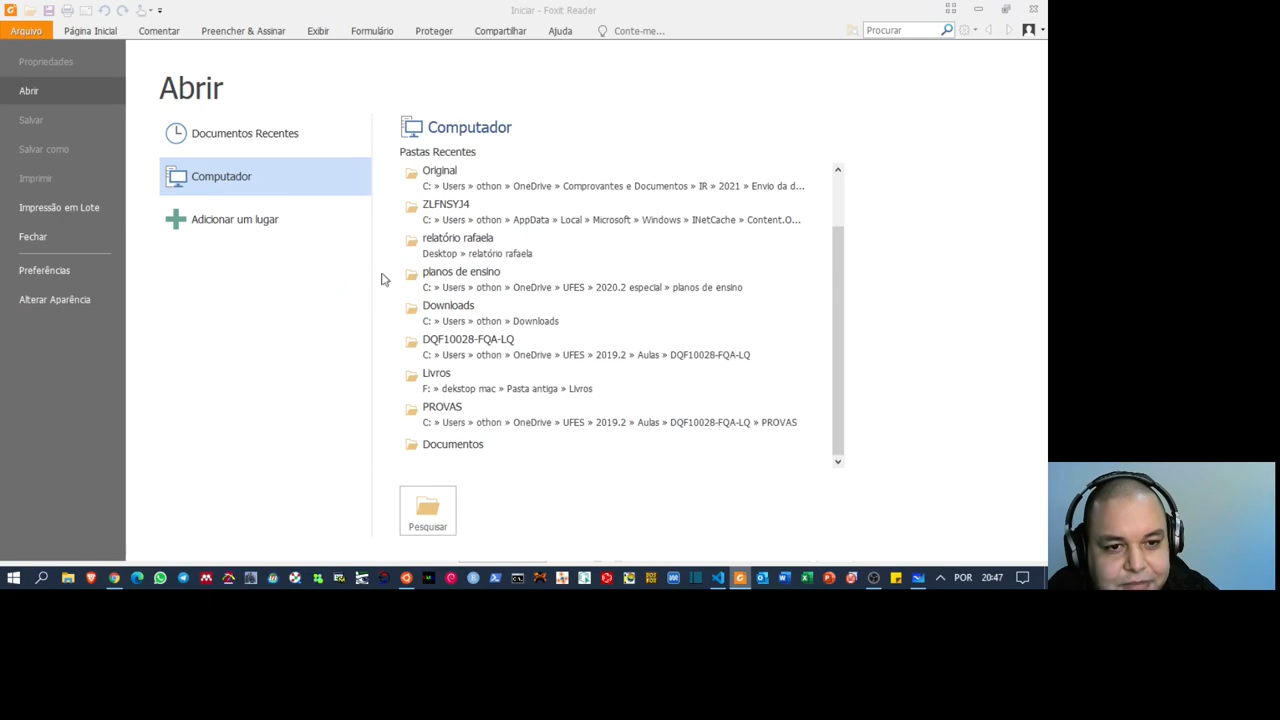 Iniciar - Foxit Reader
Arquivo
Página Inicial
Comentar
Preencher & Assinar
Exibir
Formulário
Proteger
Compartilhar
Ajuda
Conte-me...
Procurar
Propriedades
Abrir
Salvar
Salvar como
Imprimir
Impressão em Lote
Fechar
Preferências
Alterar Aparência
Abrir
Documentos Recentes
Computador
Adicionar um lugar
Computador
Pastas Recentes
Original
C: » Users » othon » OneDrive » Comprovantes e Documentos » IR » 2021 » Envio da d...
ZLFNSYJ4
C: » Users » othon » AppData » Local » Microsoft » Windows » INetCache » Content.O...
relatório rafaela
Desktop » relatório rafaela
planos de ensino
C: » Users » othon » OneDrive » UFES » 2020.2 especial » planos de ensino
Downloads
C: » Users » othon » Downloads
DQF10028-FQA-LQ
C: » Users » othon » OneDrive » UFES » 2019.2 » Aulas » DQF10028-FQA-LQ
Livros
F: » dekstop mac » Pasta antiga » Livros
PROVAS
C: » Users » othon » OneDrive » UFES » 2019.2 » Aulas » DQF10028-FQA-LQ » PROVAS
Documentos
Pesquisar
POR
20:47